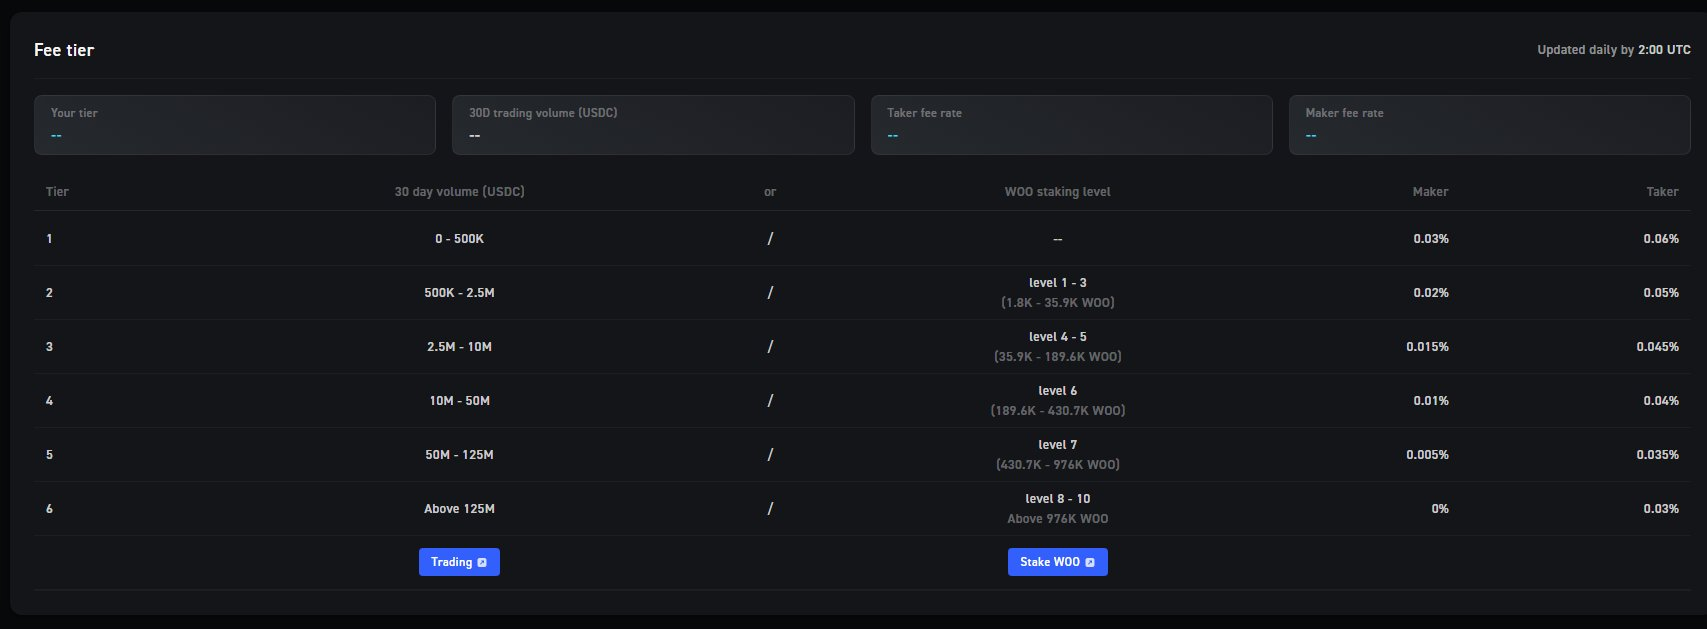 Fee tier
Updated daily by 2:00 UTC
Your tier
--
30D trading volume (USDC)
--
Taker fee rate
--
Maker fee rate
--
Tier 30 day volume (USDC) or WOO staking level Maker Taker
1 0 - 500K / -- 0.03% 0.06%
2 500K - 2.5M / level 1 - 3 0.02% 0.05%
(1.8K - 35.9K WOO)
3 2.5M - 10M / level 4 - 5 0.015% 0.045%
(35.9K - 189.6K WOO)
4 10M - 50M / level 6 0.01% 0.04%
(189.6K - 430.7K WOO)
5 50M - 125M / level 7 0.005% 0.035%
(430.7K - 976K WOO)
6 Above 125M / level 8 - 10 0% 0.03%
Above 976K WOO
Trading
Stake WOO